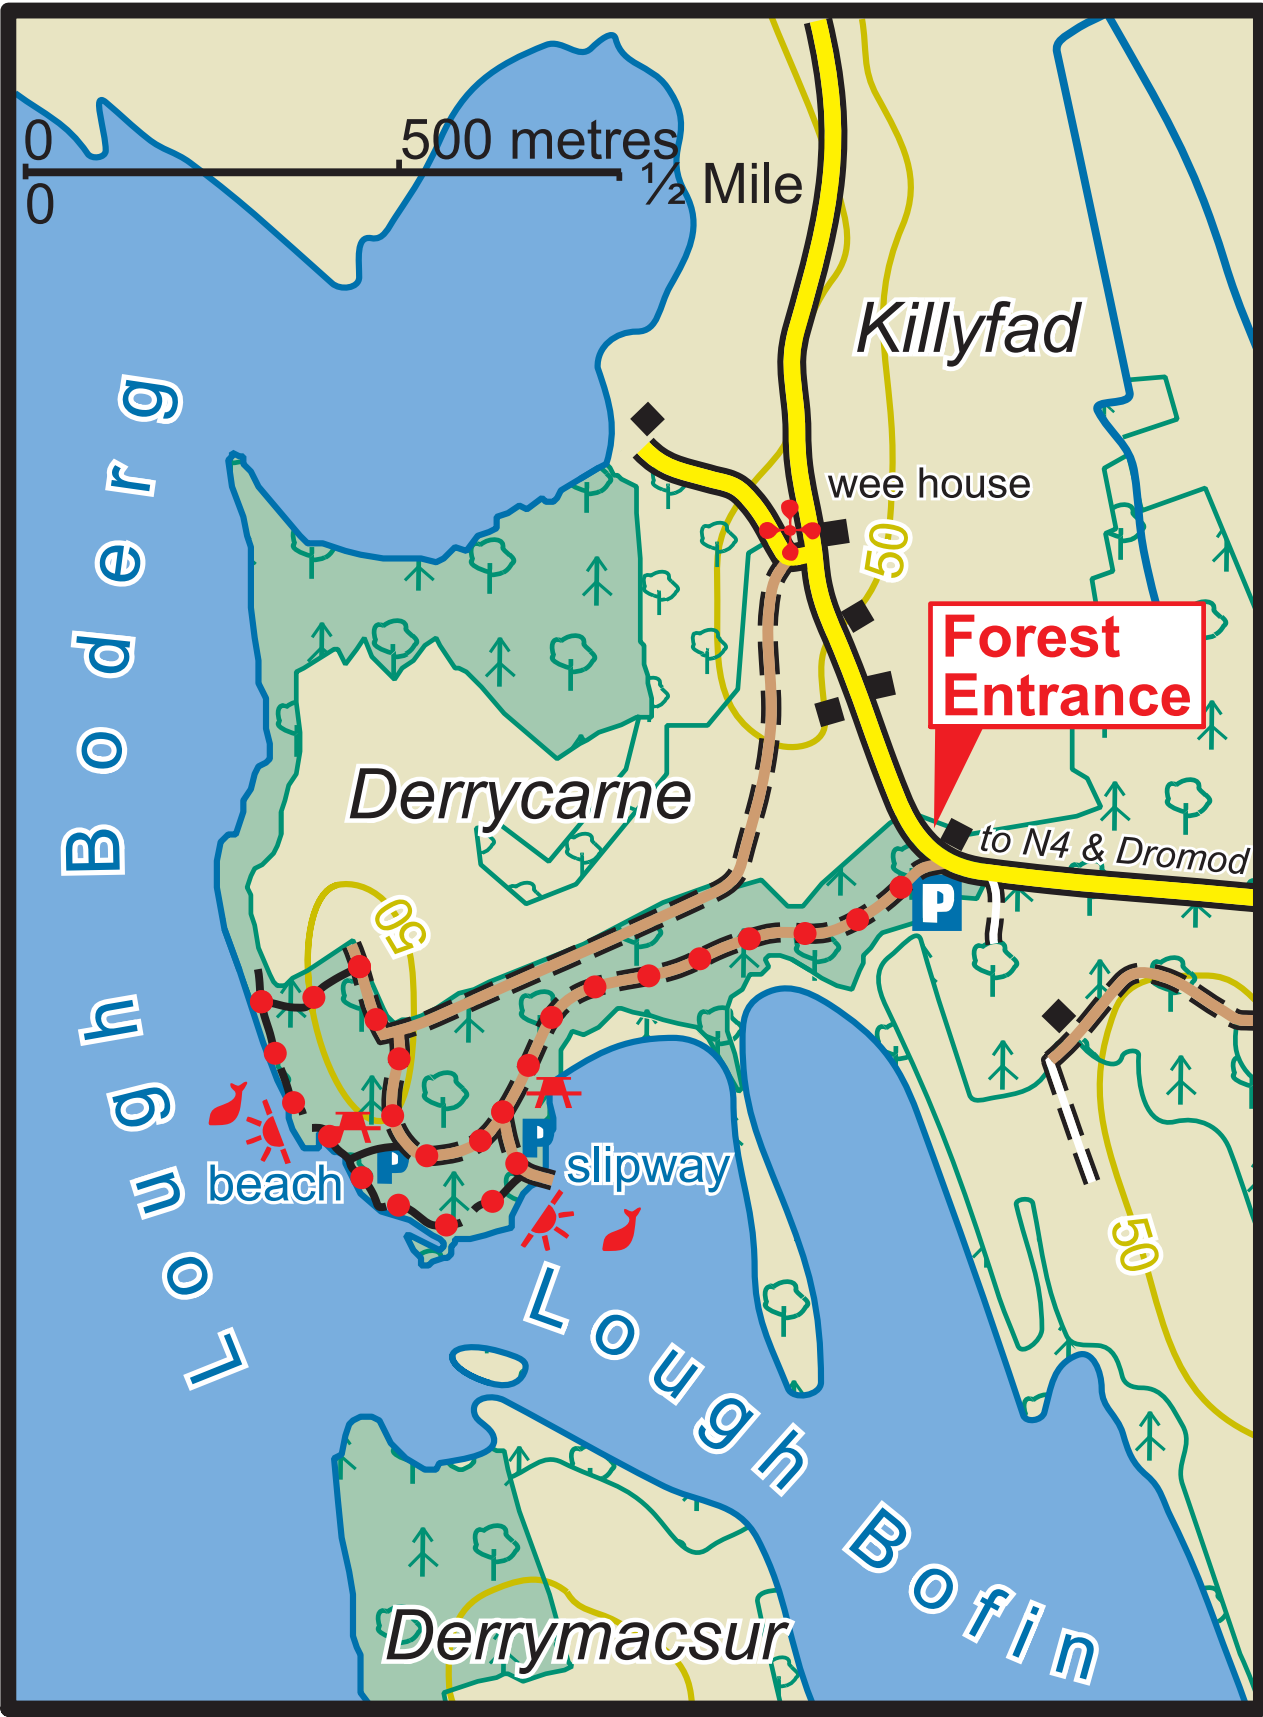 0
500 metres
0
½ Mile
Killyfad
wee house
50
Forest
Entrance
Derrycarne
to N4 & Dromod
P
50
Lough Boderg
P
P
beach
slipway
50
Lough Bofin
Derrymacsur